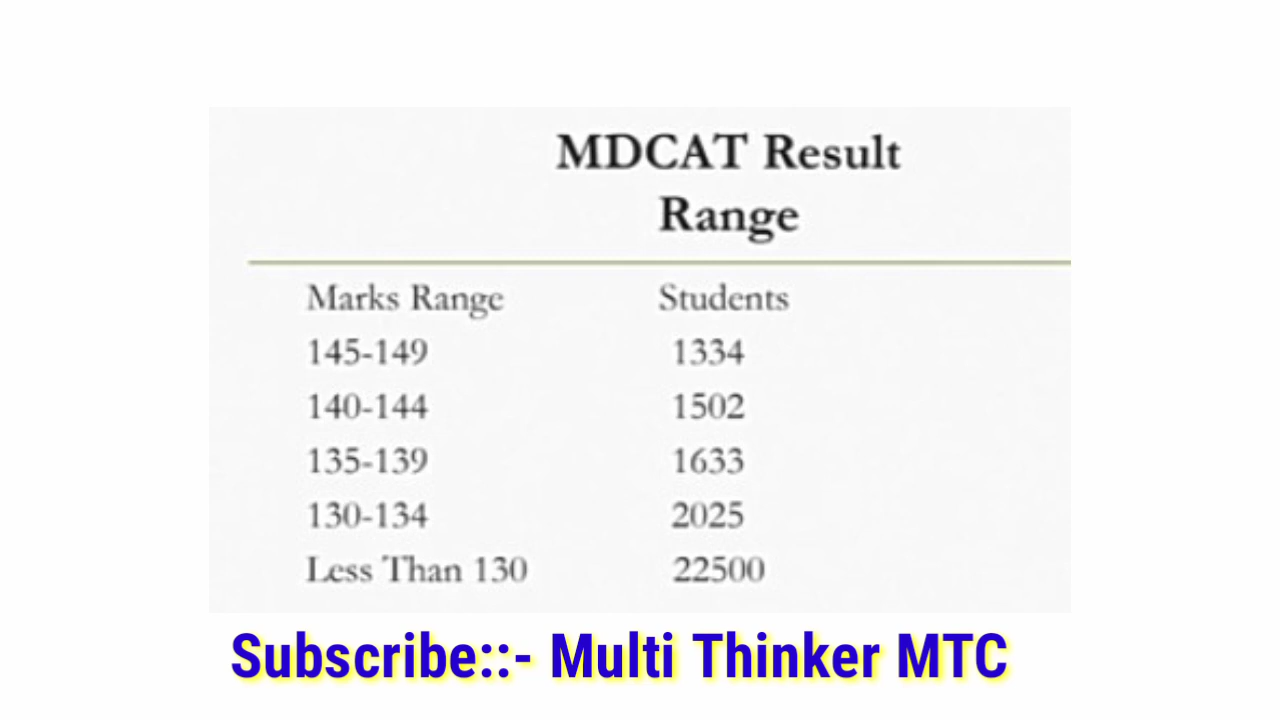 MDCAT Result
Range
Marks Range Students
145-149 1334
140-144 1502
135-139 1633
130-134 2025
Less Than 130 22500
Subscribe::- Multi Thinker MTC